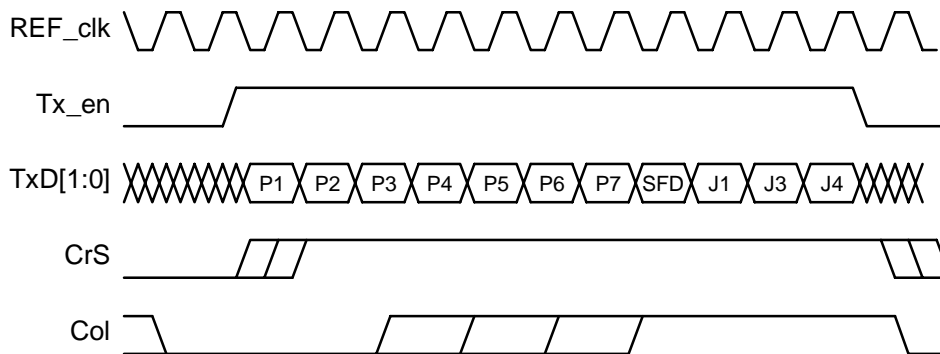 REF_clk
Tx_en
TxD[1:0] P1 P2 P3 P4 P5 P6 P7 SFD J1 J3 J4
CrS
Col